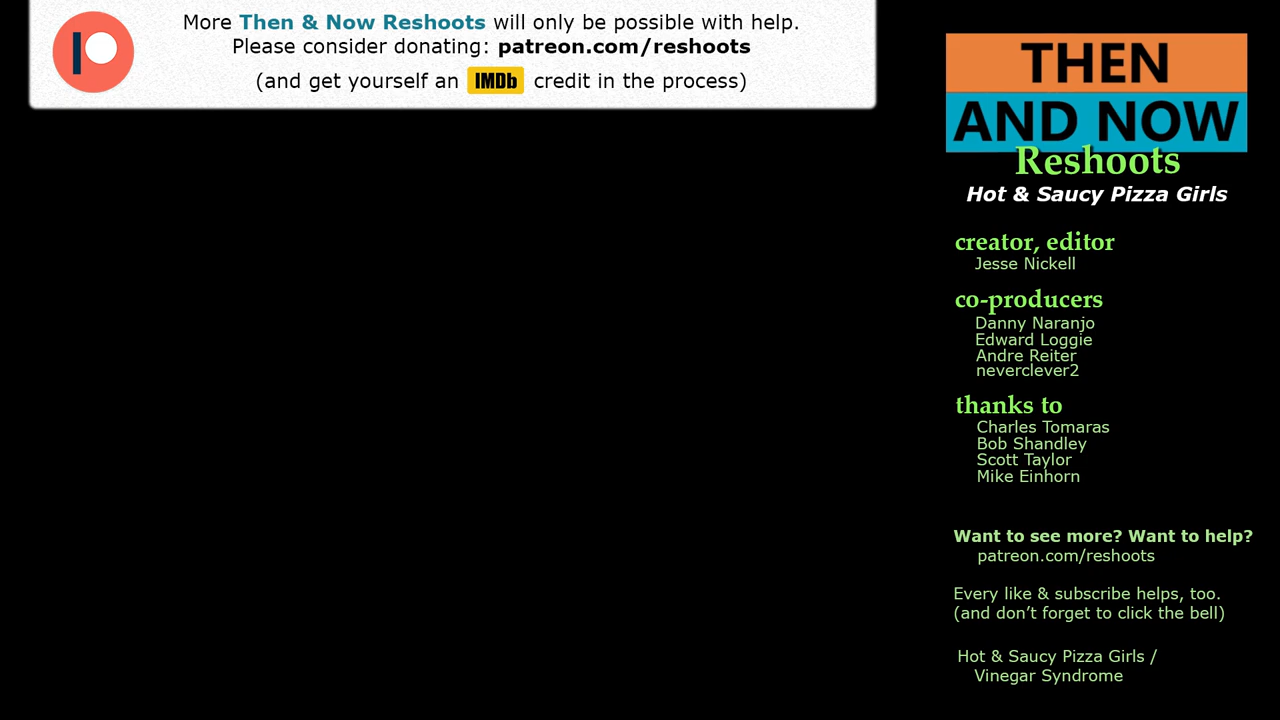 More Then & Now Reshoots will only be possible with help.
Please consider donating: patreon.com/reshoots
(and get yourself an IMDb credit in the process)
THEN
AND NOW
Reshoots
Hot & Saucy Pizza Girls
creator, editor
Jesse Nickell
co-producers
Danny Naranjo
Edward Loggie
Andre Reiter
neverclever2
thanks to
Charles Tomaras
Bob Shandley
Scott Taylor
Mike Einhorn
Want to see more? Want to help?
patreon.com/reshoots
Every like & subscribe helps, too.
(and don’t forget to click the bell)
Hot & Saucy Pizza Girls /
Vinegar Syndrome